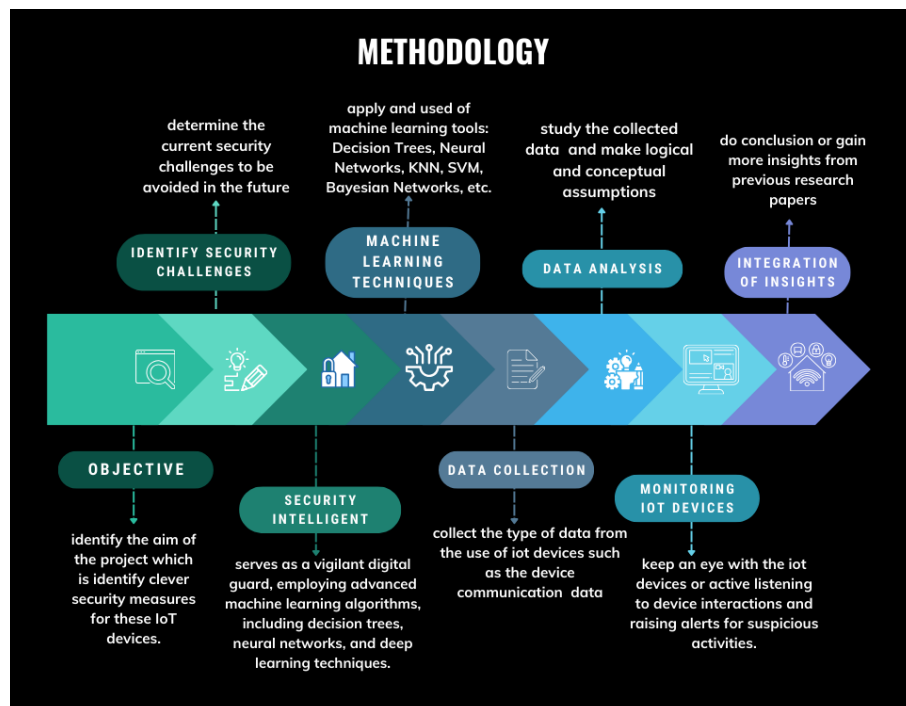 METHODOLOGY
determine the
current security
challenges to be
avoided in the future
apply and used of
machine learning tools:
Decision Trees, Neural
Networks, KNN, SVM,
Bayesian Networks, etc.
study the collected
data and make logical
and conceptual
assumptions
do conclusion or gain
more insights from
previous research
papers
IDENTIFY SECURITY
CHALLENGES
MACHINE
LEARNING
TECHNIQUES
DATA ANALYSIS
INTEGRATION
OF INSIGHTS
OBJECTIVE
identify the aim of
the project which
is identify clever
security measures
for these IoT
devices.
SECURITY
INTELLIGENT
serves as a vigilant digital
guard, employing advanced
machine learning algorithms,
including decision trees,
neural networks, and deep
learning techniques.
DATA COLLECTION
collect the type of data from
the use of iot devices such
as the device
communication data
MONITORING
IOT DEVICES
keep an eye with the iot
devices or active listening
to device interactions and
raising alerts for suspicious
activities.